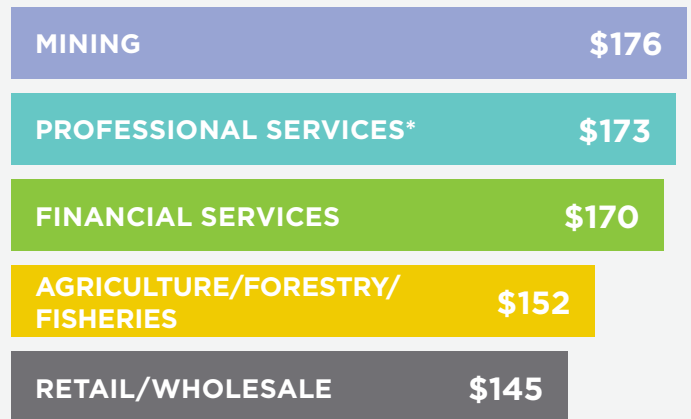 MINING $176
PROFESSIONAL SERVICES* $173
FINANCIAL SERVICES $170
AGRICULTURE/FORESTRY/
FISHERIES $152
RETAIL/WHOLESALE $145